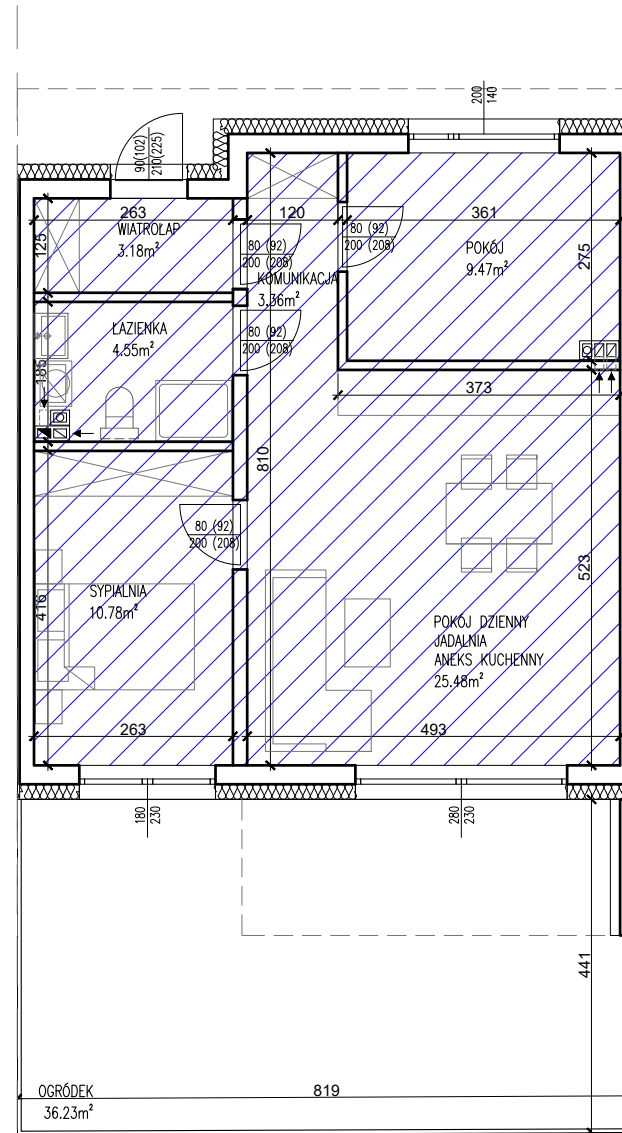 200
140
90(102)
210(225)
263
WIATROŁAP
3.18m²
125
120
80 (92)
200 (208)
361
80 (92)
200 (208)
POKÓJ
9.47m²
275
KOMUNIKACJA
3,36m²
ŁAZIENKA
4.55m²
80 (92)
200 (208)
185
373
810
80 (92)
200 (208)
523
SYPIALNIA
10.78m²
416
POKÓJ DZIENNY
JADALNIA
ANEKS KUCHENNY
25.48m²
263
493
180
230
280
230
441
OGRÓDEK
36.23m²
819